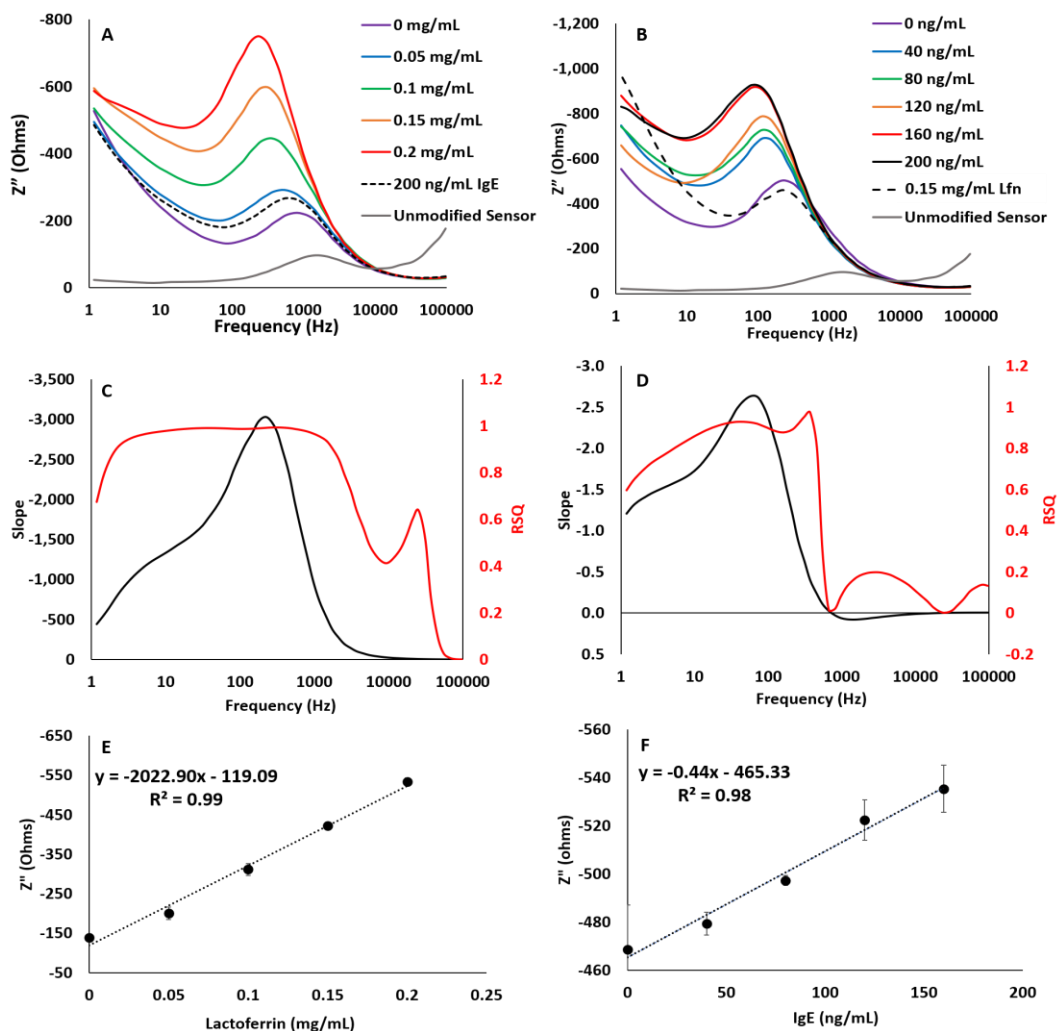 A
-800
-600
-400
-200
0
Z″ (Ohms)
1
10
100
1000
10000
100000
Frequency (Hz)
0 mg/mL
0.05 mg/mL
0.1 mg/mL
0.15 mg/mL
0.2 mg/mL
200 ng/mL IgE
Unmodified Sensor
B
-1,200
-1,000
-800
-600
-400
-200
0
Z″ (Ohms)
1
10
100
1000
10000
100000
Frequency (Hz)
0 ng/mL
40 ng/mL
80 ng/mL
120 ng/mL
160 ng/mL
200 ng/mL
0.15 mg/mL Lfn
Unmodified Sensor
C
-3,500
-3,000
-2,500
-2,000
-1,500
-1,000
-500
0
Slope
1.2
1
0.8
0.6
0.4
0.2
0
RSQ
1
10
100
1000
10000
100000
Frequency (Hz)
D
-3.0
-2.5
-2.0
-1.5
-1.0
-0.5
0.0
0.5
Slope
1.2
1
0.8
0.6
0.4
0.2
0
-0.2
RSQ
1
10
100
1000
10000
100000
Frequency (Hz)
E
y = -2022.90x - 119.09
R² = 0.99
-650
-550
-450
-350
-250
-150
-50
Z" (Ohms)
0
0.05
0.1
0.15
0.2
0.25
Lactoferrin (mg/mL)
F
y = -0.44x - 465.33
R² = 0.98
-560
-540
-520
-500
-480
-460
Z" (ohms)
0
50
100
150
200
IgE (ng/mL)